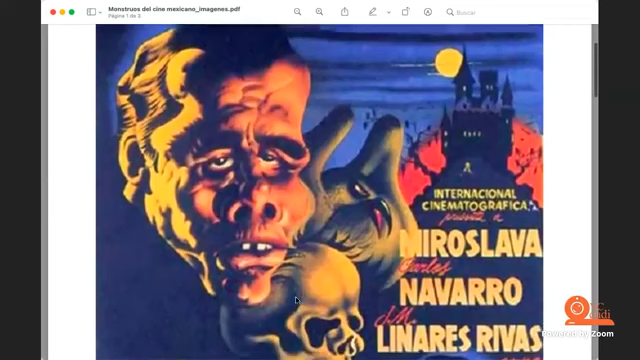 Monstruos del cine mexicano_imagenes.pdf
Página 1 de 3
Buscar
INTERNACIONAL
CINEMATOGRAFICA
presenta a
MIROSLAVA
Carlos
NAVARRO
J.M.
LINARES RIVAS
Powered by Zoom